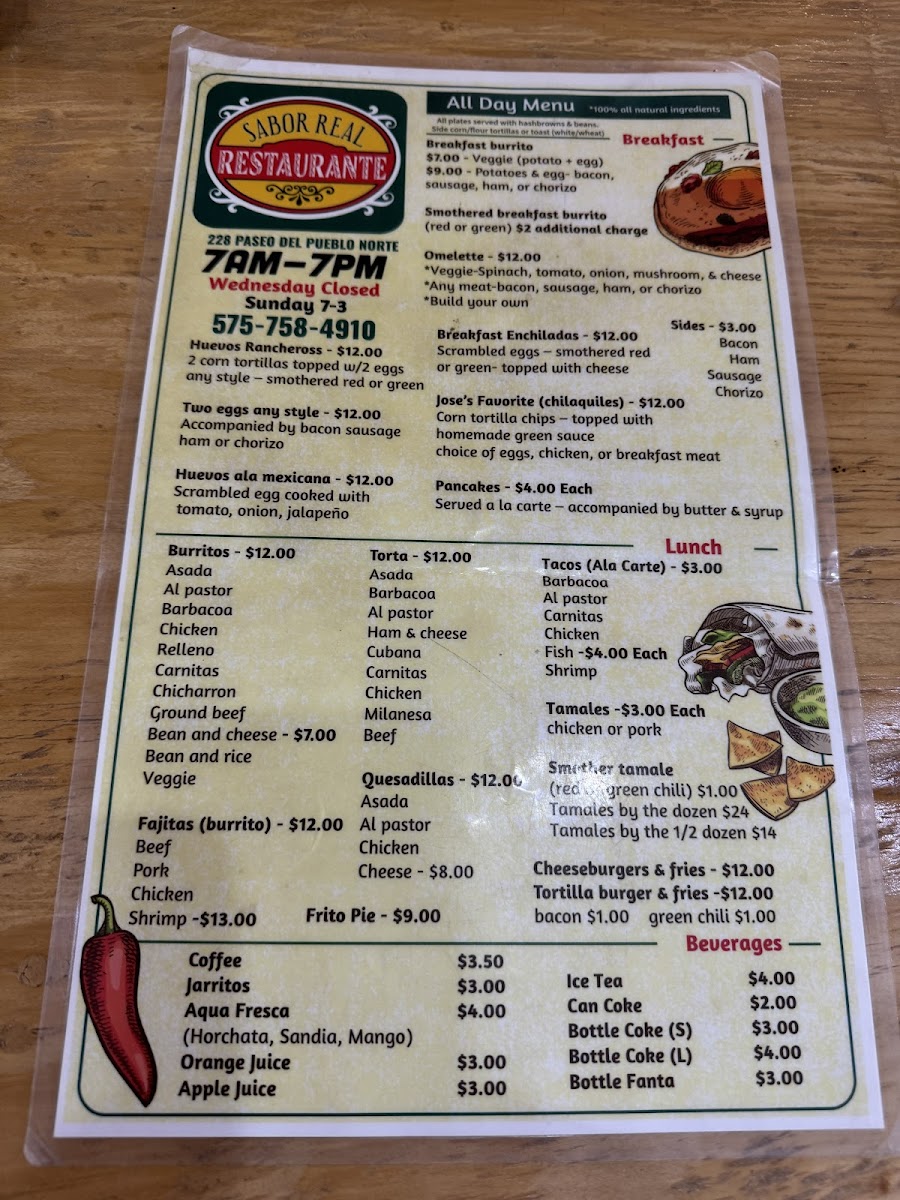 SABOR REAL
RESTAURANTE
228 PASEO DEL PUEBLO NORTE
7AM-7PM
Wednesday Closed
Sunday 7-3
575-758-4910
All Day Menu *100% all natural ingredients
All plates served with hashbrowns & beans.
Side corn/flour tortillas or toast (white/wheat)
Breakfast
Breakfast burrito
$7.00 - Veggie (potato + egg)
$9.00 - Potatoes & egg- bacon,
sausage, ham, or chorizo
Smothered breakfast burrito
(red or green) $2 additional charge
Omelette - $12.00
*Veggie-Spinach, tomato, onion, mushroom, & cheese
*Any meat-bacon, sausage, ham, or chorizo
*Build your own
Huevos Rancheross - $12.00
2 corn tortillas topped w/2 eggs
any style – smothered red or green
Two eggs any style - $12.00
Accompanied by bacon sausage
ham or chorizo
Huevos ala mexicana - $12.00
Scrambled egg cooked with
tomato, onion, jalapeño
Breakfast Enchiladas - $12.00
Scrambled eggs – smothered red
or green- topped with cheese
Sides - $3.00
Bacon
Ham
Sausage
Chorizo
Jose's Favorite (chilaquiles) - $12.00
Corn tortilla chips – topped with
homemade green sauce
choice of eggs, chicken, or breakfast meat
Pancakes - $4.00 Each
Served a la carte – accompanied by butter & syrup
Lunch
Burritos - $12.00
Asada
Al pastor
Barbacoa
Chicken
Relleno
Carnitas
Chicharron
Ground beef
Bean and cheese - $7.00
Bean and rice
Veggie
Fajitas (burrito) - $12.00
Beef
Pork
Chicken
Shrimp -$13.00
Torta - $12.00
Asada
Barbacoa
Al pastor
Ham & cheese
Cubana
Carnitas
Chicken
Milanesa
Beef
Quesadillas - $12.00
Asada
Al pastor
Chicken
Cheese - $8.00
Frito Pie - $9.00
Tacos (Ala Carte) - $3.00
Barbacoa
Al pastor
Carnitas
Chicken
Fish -$4.00 Each
Shrimp
Tamales -$3.00 Each
chicken or pork
Smother tamale
(red or green chili) $1.00
Tamales by the dozen $24
Tamales by the 1/2 dozen $14
Cheeseburgers & fries - $12.00
Tortilla burger & fries -$12.00
bacon $1.00 green chili $1.00
Beverages
Coffee $3.50
Jarritos $3.00
Aqua Fresca $4.00
(Horchata, Sandia, Mango)
Orange Juice $3.00
Apple Juice $3.00
Ice Tea $4.00
Can Coke $2.00
Bottle Coke (S) $3.00
Bottle Coke (L) $4.00
Bottle Fanta $3.00